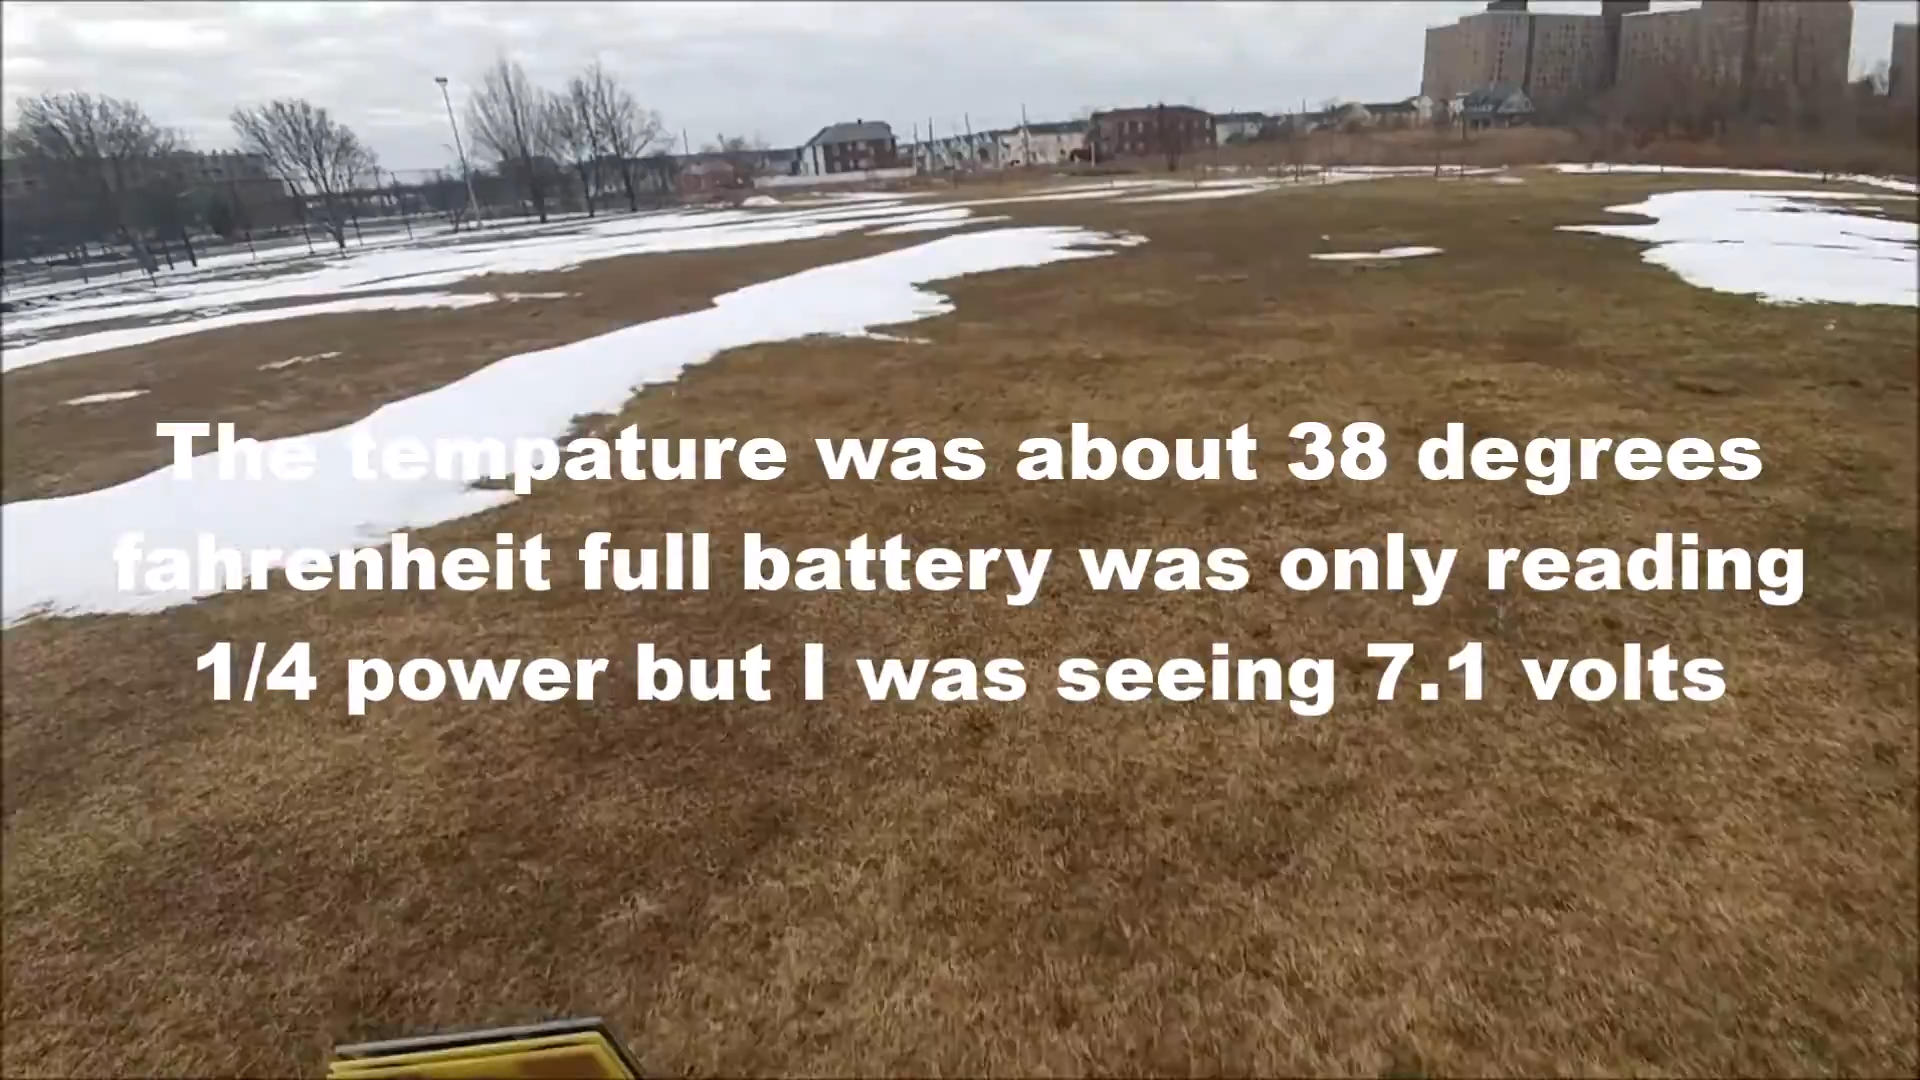 The tempature was about 38 degrees
fahrenheit full battery was only reading
1/4 power but I was seeing 7.1 volts